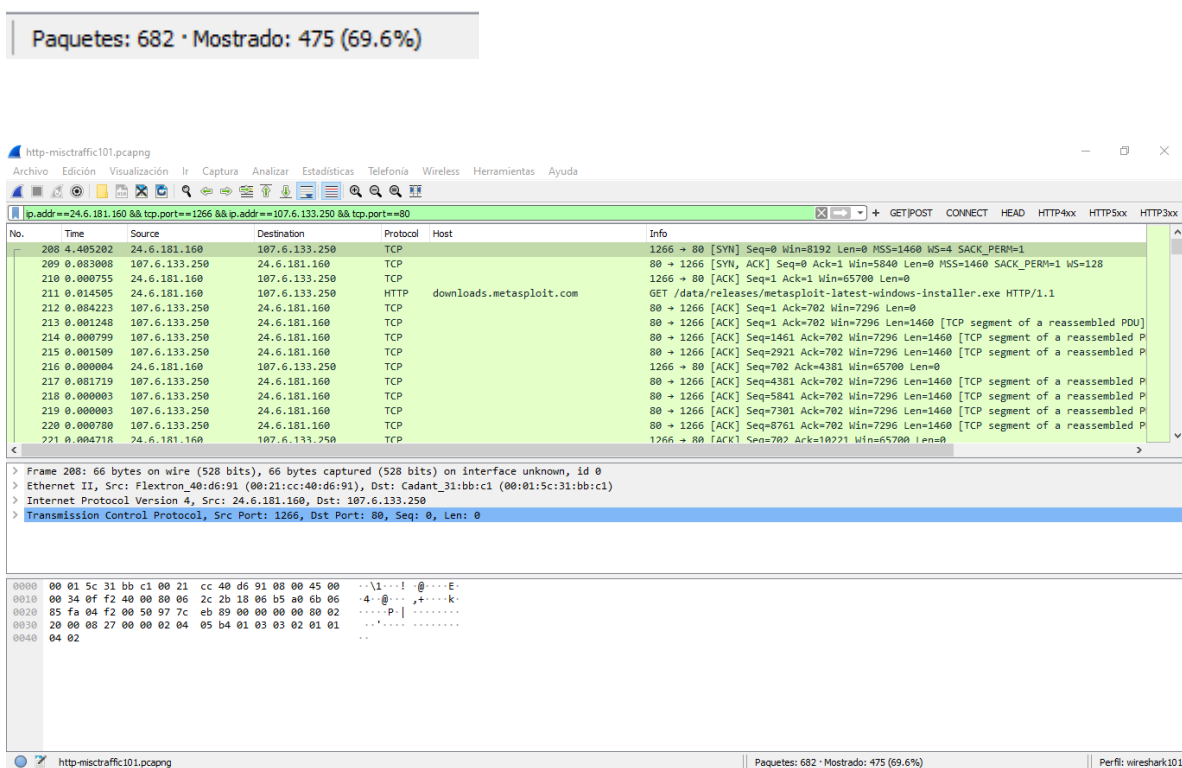 Paquetes: 682 · Mostrado: 475 (69.6%)
http-misctraffic101.pcapng
Archivo Edición Visualización Ir Captura Analizar Estadísticas Telefonía Wireless Herramientas Ayuda
ip.addr==24.6.181.160 && tcp.port==1266 && ip.addr==107.6.133.250 && tcp.port==80 + GET|POST CONNECT HEAD HTTP4xx HTTP5xx HTTP3xx
No. Time Source Destination Protocol Host Info
208 4.405202 24.6.181.160 107.6.133.250 TCP 1266 → 80 [SYN] Seq=0 Win=8192 Len=0 MSS=1460 WS=4 SACK_PERM=1
209 0.083008 107.6.133.250 24.6.181.160 TCP 80 → 1266 [SYN, ACK] Seq=0 Ack=1 Win=5840 Len=0 MSS=1460 SACK_PERM=1 WS=128
210 0.000755 24.6.181.160 107.6.133.250 TCP 1266 → 80 [ACK] Seq=1 Ack=1 Win=65700 Len=0
211 0.014505 24.6.181.160 107.6.133.250 HTTP downloads.metasploit.com GET /data/releases/metasploit-latest-windows-installer.exe HTTP/1.1
212 0.084223 107.6.133.250 24.6.181.160 TCP 80 → 1266 [ACK] Seq=1 Ack=702 Win=7296 Len=0
213 0.001248 107.6.133.250 24.6.181.160 TCP 80 → 1266 [ACK] Seq=1 Ack=702 Win=7296 Len=1460 [TCP segment of a reassembled PDU]
214 0.000799 107.6.133.250 24.6.181.160 TCP 80 → 1266 [ACK] Seq=1461 Ack=702 Win=7296 Len=1460 [TCP segment of a reassembled P
215 0.001509 107.6.133.250 24.6.181.160 TCP 80 → 1266 [ACK] Seq=2921 Ack=702 Win=7296 Len=1460 [TCP segment of a reassembled P
216 0.000004 24.6.181.160 107.6.133.250 TCP 1266 → 80 [ACK] Seq=702 Ack=4381 Win=65700 Len=0
217 0.081719 107.6.133.250 24.6.181.160 TCP 80 → 1266 [ACK] Seq=4381 Ack=702 Win=7296 Len=1460 [TCP segment of a reassembled P
218 0.000003 107.6.133.250 24.6.181.160 TCP 80 → 1266 [ACK] Seq=5841 Ack=702 Win=7296 Len=1460 [TCP segment of a reassembled P
219 0.000003 107.6.133.250 24.6.181.160 TCP 80 → 1266 [ACK] Seq=7301 Ack=702 Win=7296 Len=1460 [TCP segment of a reassembled P
220 0.000780 107.6.133.250 24.6.181.160 TCP 80 → 1266 [ACK] Seq=8761 Ack=702 Win=7296 Len=1460 [TCP segment of a reassembled P
221 0.004718 24.6.181.160 107.6.133.250 TCP 1266 → 80 [ACK] Seq=702 Ack=10221 Win=65700 Len=0
> Frame 208: 66 bytes on wire (528 bits), 66 bytes captured (528 bits) on interface unknown, id 0
> Ethernet II, Src: Flextron_40:d6:91 (00:21:cc:40:d6:91), Dst: Cadant_31:bb:c1 (00:01:5c:31:bb:c1)
> Internet Protocol Version 4, Src: 24.6.181.160, Dst: 107.6.133.250
> Transmission Control Protocol, Src Port: 1266, Dst Port: 80, Seq: 0, Len: 0
0000 00 01 5c 31 bb c1 00 21 cc 40 d6 91 08 00 45 00 ··\1···! ·@····E·
0010 00 34 0f f2 40 00 80 06 2c 2b 18 06 b5 a0 6b 06 ·4··@··· ,+····k·
0020 85 fa 04 f2 00 50 97 7c eb 89 00 00 00 00 80 02 ·····P·| ········
0030 20 00 08 27 00 00 02 04 05 b4 01 03 03 02 01 01 ··'···· ········
0040 04 02 ··
http-misctraffic101.pcapng Paquetes: 682 · Mostrado: 475 (69.6%) Perfil: wireshark101